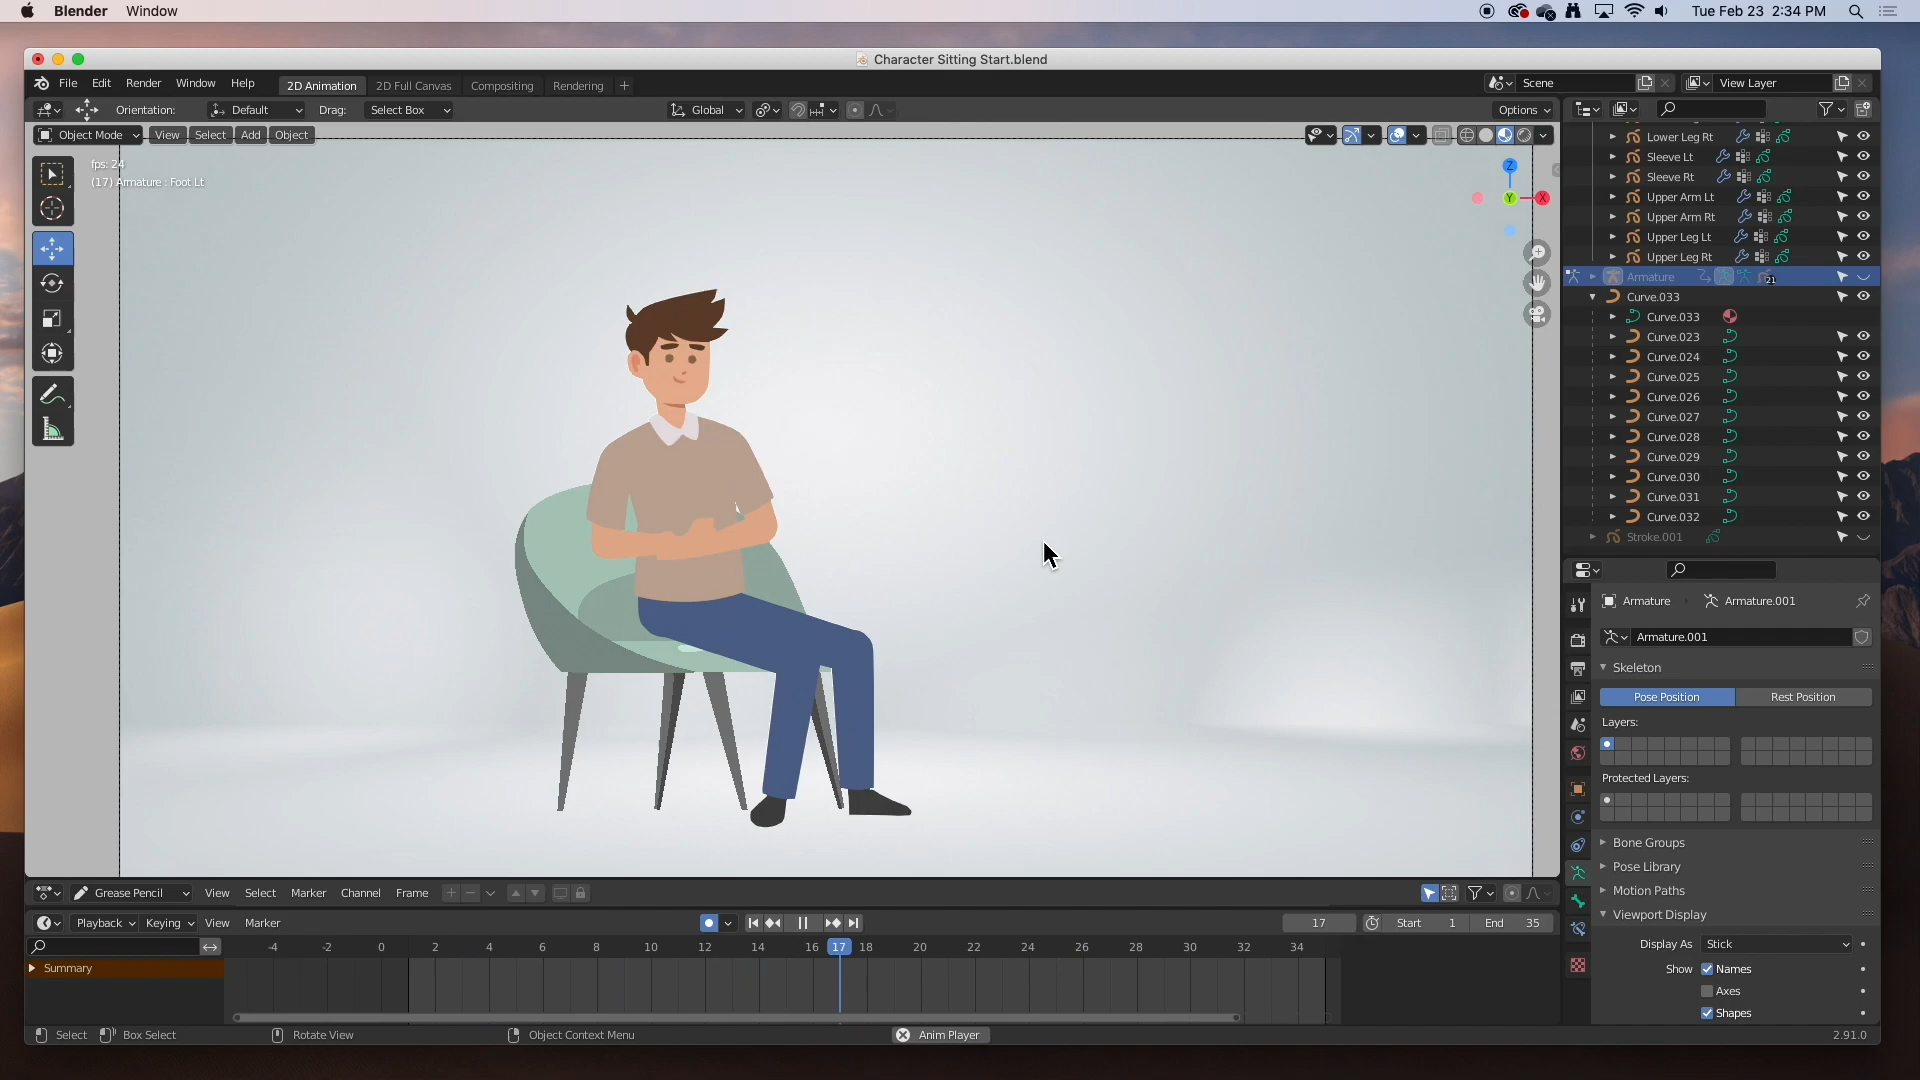 Blender Window
Tue Feb 23 2:34 PM
Character Sitting Start.blend
File Edit Render Window Help
2D Animation 2D Full Canvas Compositing Rendering +
Scene
View Layer
Orientation: Default
Drag: Select Box
Global
Options
Object Mode View Select Add Object
fps: 24
(17) Armature : Foot Lt
Z
Y
X
Lower Leg Rt
Sleeve Lt
Sleeve Rt
Upper Arm Lt
Upper Arm Rt
Upper Leg Lt
Upper Leg Rt
Armature
21
Curve.033
Curve.033
Curve.023
Curve.024
Curve.025
Curve.026
Curve.027
Curve.028
Curve.029
Curve.030
Curve.031
Curve.032
Stroke.001
Armature Armature.001
Armature.001
Skeleton
Pose Position Rest Position
Layers:
Protected Layers:
Bone Groups
Pose Library
Motion Paths
Viewport Display
Display As Stick
Show Names
Axes
Shapes
Grease Pencil View Select Marker Channel Frame
Playback Keying View Marker
17 Start 1 End 35
-4 -2 0 2 4 6 8 10 12 14 16 17 18 20 22 24 26 28 30 32 34
Summary
Select Box Select Rotate View Object Context Menu Anim Player 2.91.0